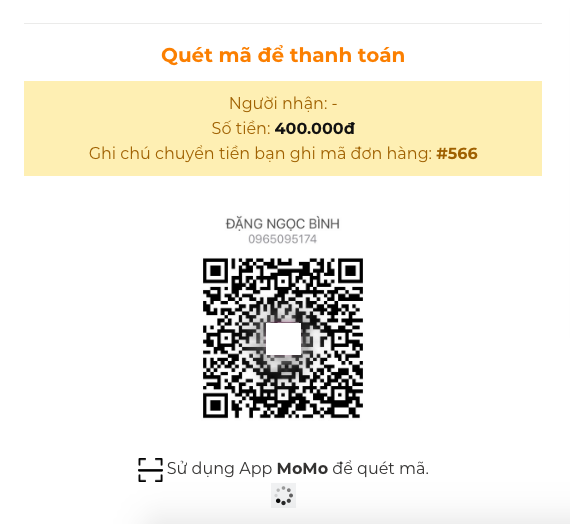 Quét mã để thanh toán
Người nhận: -
Số tiền: 400.000đ
Ghi chú chuyển tiền bạn ghi mã đơn hàng: #566
ĐẶNG NGỌC BÌNH
0965095174
Sử dụng App MoMo để quét mã.